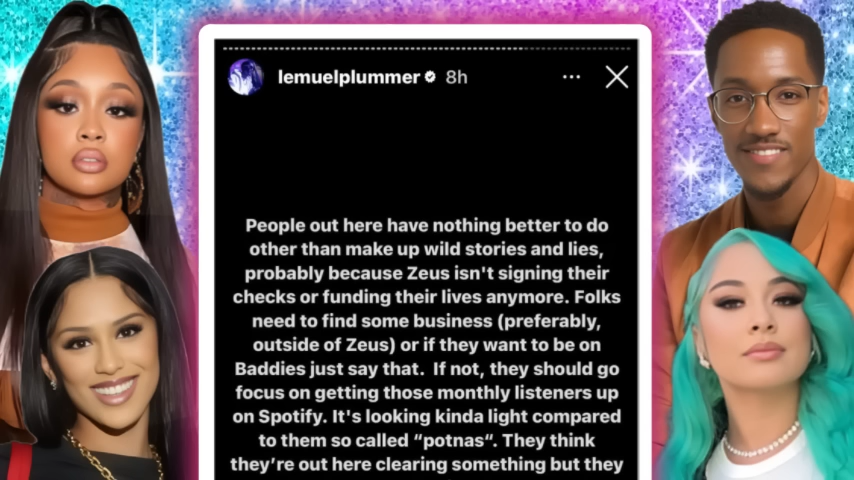 lemuelplummer 8h
People out here have nothing better to do
other than make up wild stories and lies,
probably because Zeus isn't signing their
checks or funding their lives anymore. Folks
need to find some business (preferably,
outside of Zeus) or if they want to be on
Baddies just say that. If not, they should go
focus on getting those monthly listeners up
on Spotify. It's looking kinda light compared
to them so called “potnas“. They think
they’re out here clearing something but they